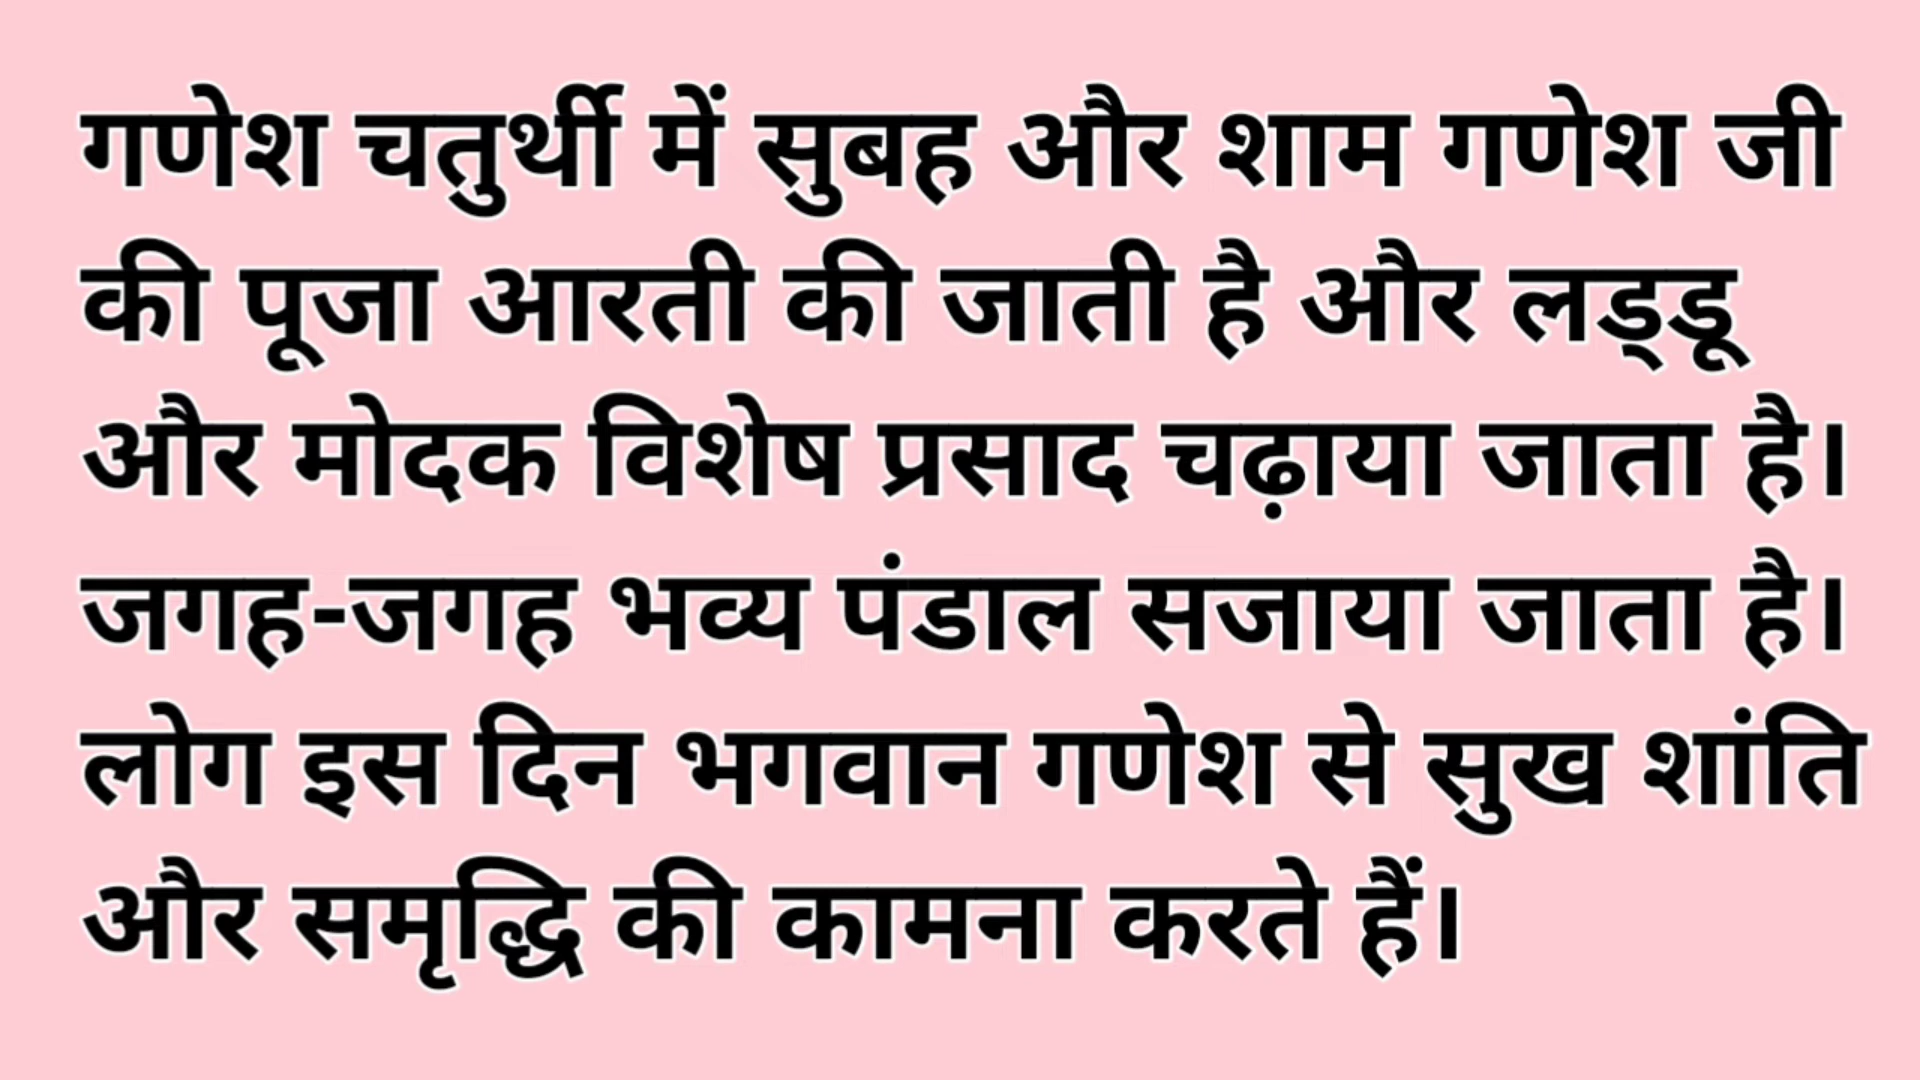 गणेश चतुर्थी में सुबह और शाम गणेश जी
की पूजा आरती की जाती है और लड्डू
और मोदक विशेष प्रसाद चढ़ाया जाता है।
जगह-जगह भव्य पंडाल सजाया जाता है।
लोग इस दिन भगवान गणेश से सुख शांति
और समृद्धि की कामना करते हैं।